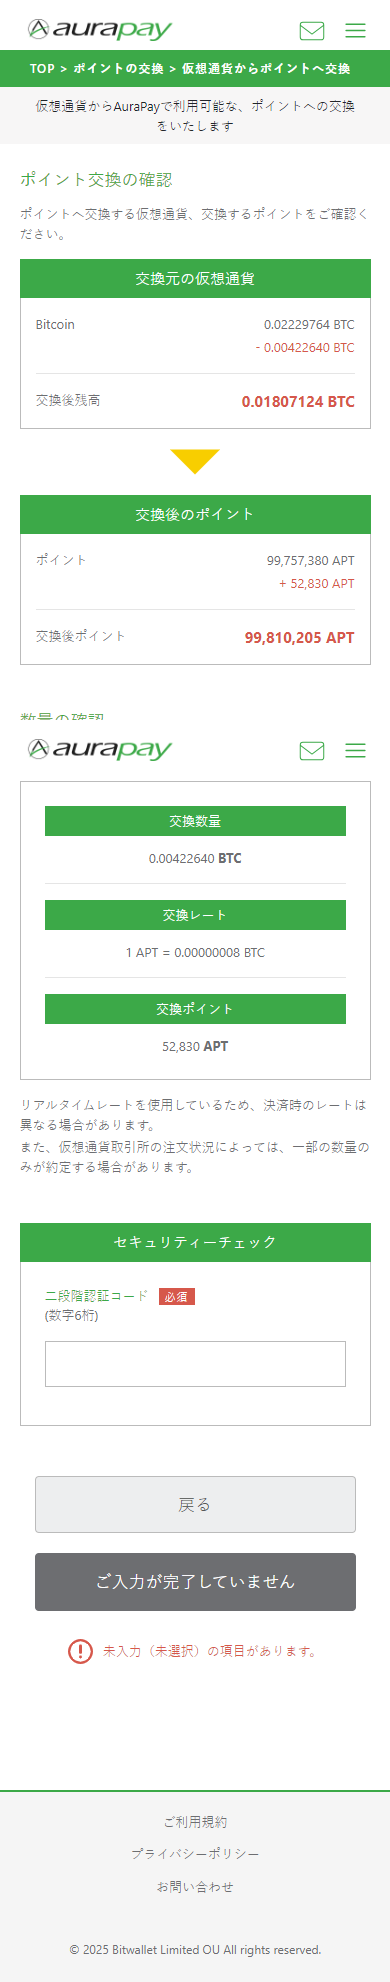 aurapay
TOP > ポイントの交換 > 仮想通貨からポイントへ交換
仮想通貨からAuraPayで利用可能な、ポイントへの交換
をいたします
ポイント交換の確認
ポイントへ交換する仮想通貨、交換するポイントをご確認く
ださい。
交換元の仮想通貨
Bitcoin 0.02229764 BTC
- 0.00422640 BTC
交換後残高 0.01807124 BTC
交換後のポイント
ポイント 99,757,380 APT
+ 52,830 APT
交換後ポイント 99,810,205 APT
数量の確認
aurapay
交換数量
0.00422640 BTC
交換レート
1 APT = 0.00000008 BTC
交換ポイント
52,830 APT
リアルタイムレートを使用しているため、決済時のレートは
異なる場合があります。
また、仮想通貨取引所の注文状況によっては、一部の数量の
みが約定する場合があります。
セキュリティーチェック
二段階認証コード 必須
(数字6桁)
戻る
ご入力が完了していません
未入力（未選択）の項目があります。
ご利用規約
プライバシーポリシー
お問い合わせ
© 2025 Bitwallet Limited OU All rights reserved.